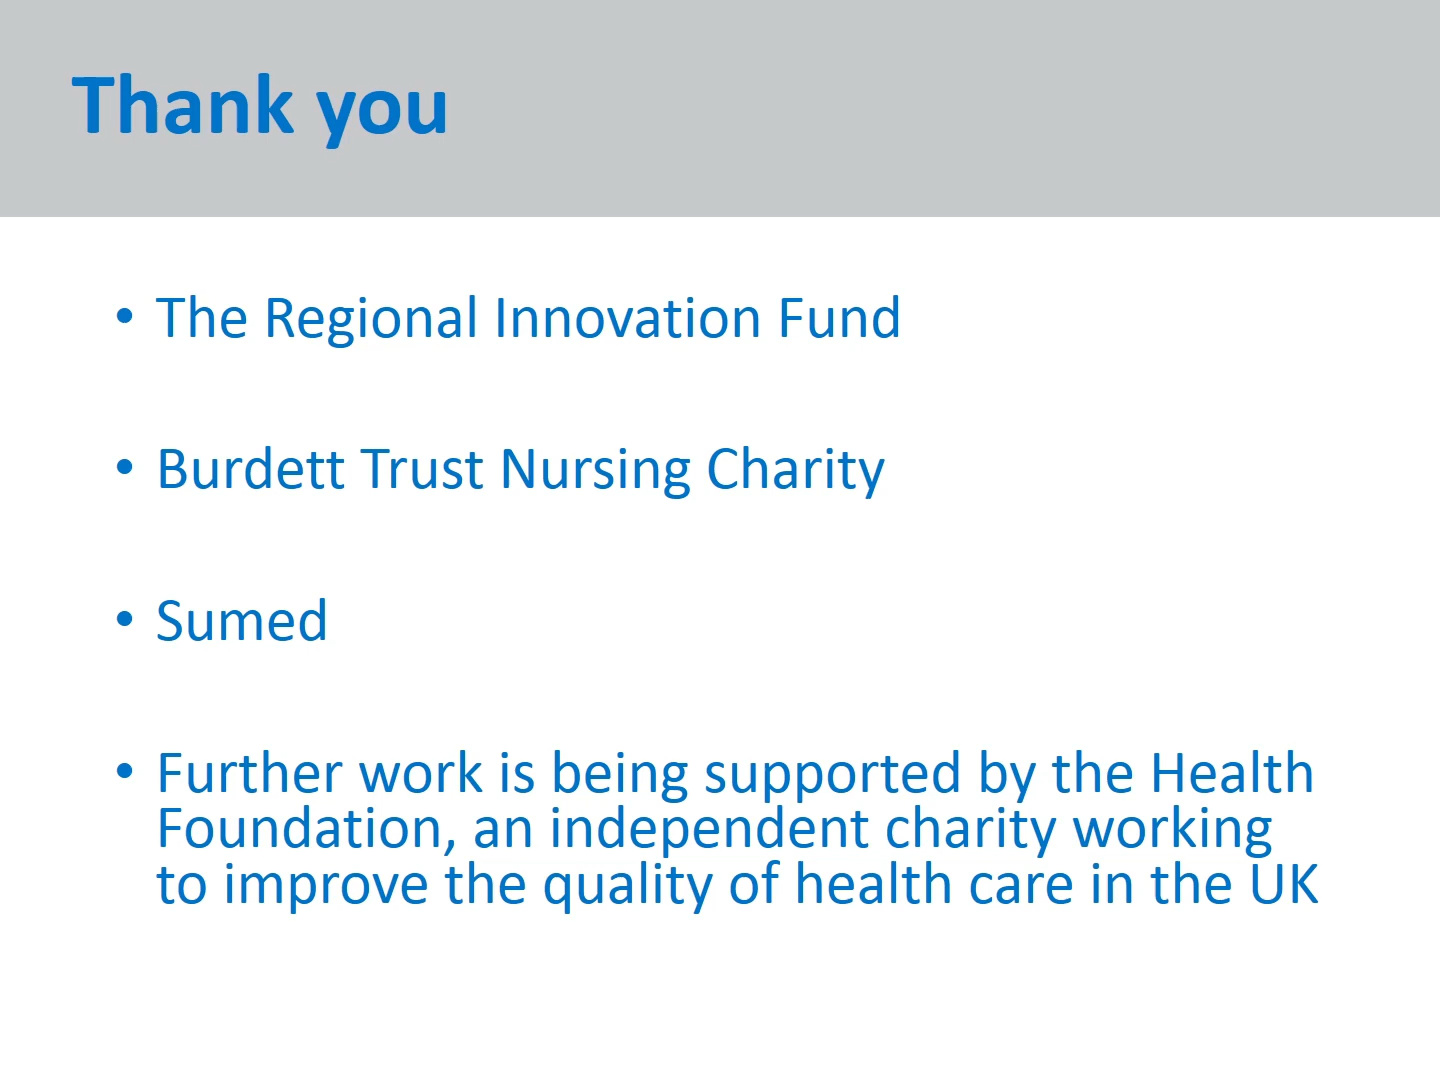 Thank you
• The Regional Innovation Fund
• Burdett Trust Nursing Charity
• Sumed
• Further work is being supported by the Health
Foundation, an independent charity working
to improve the quality of health care in the UK